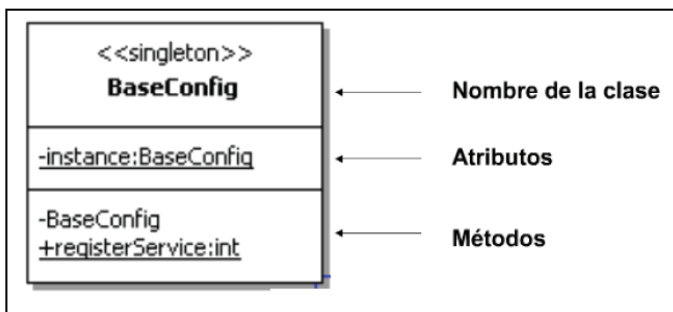 <<singleton>>
BaseConfig
Nombre de la clase
-instance:BaseConfig
Atributos
-BaseConfig
+registerService:int
Métodos